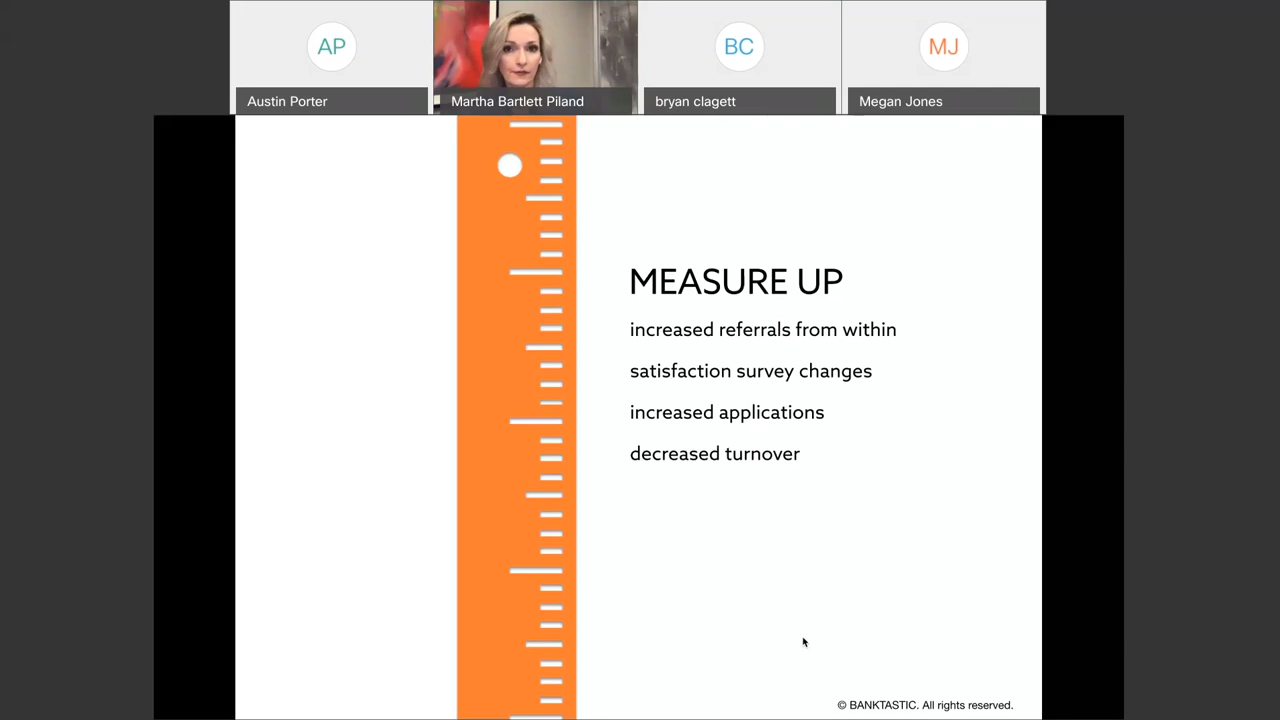 AP
BC
MJ
Austin Porter
Martha Bartlett Piland
bryan clagett
Megan Jones
MEASURE UP
increased referrals from within
satisfaction survey changes
increased applications
decreased turnover
© BANKTASTIC. All rights reserved.